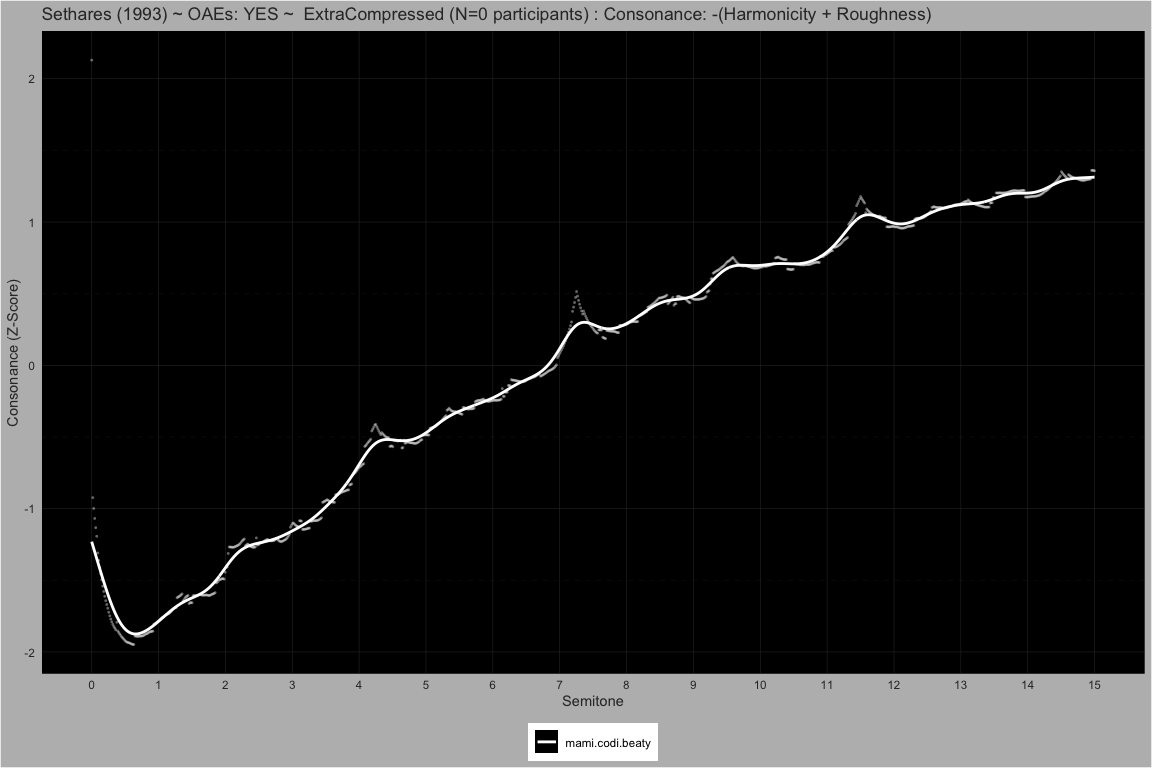 Sethares (1993) ~ OAEs: YES ~  ExtraCompressed (N=0 participants) : Consonance: -(Harmonicity + Roughness)
Consonance (Z-Score)
2
1
0
-1
-2
0 1 2 3 4 5 6 7 8 9 10 11 12 13 14 15
Semitone
mami.codi.beaty